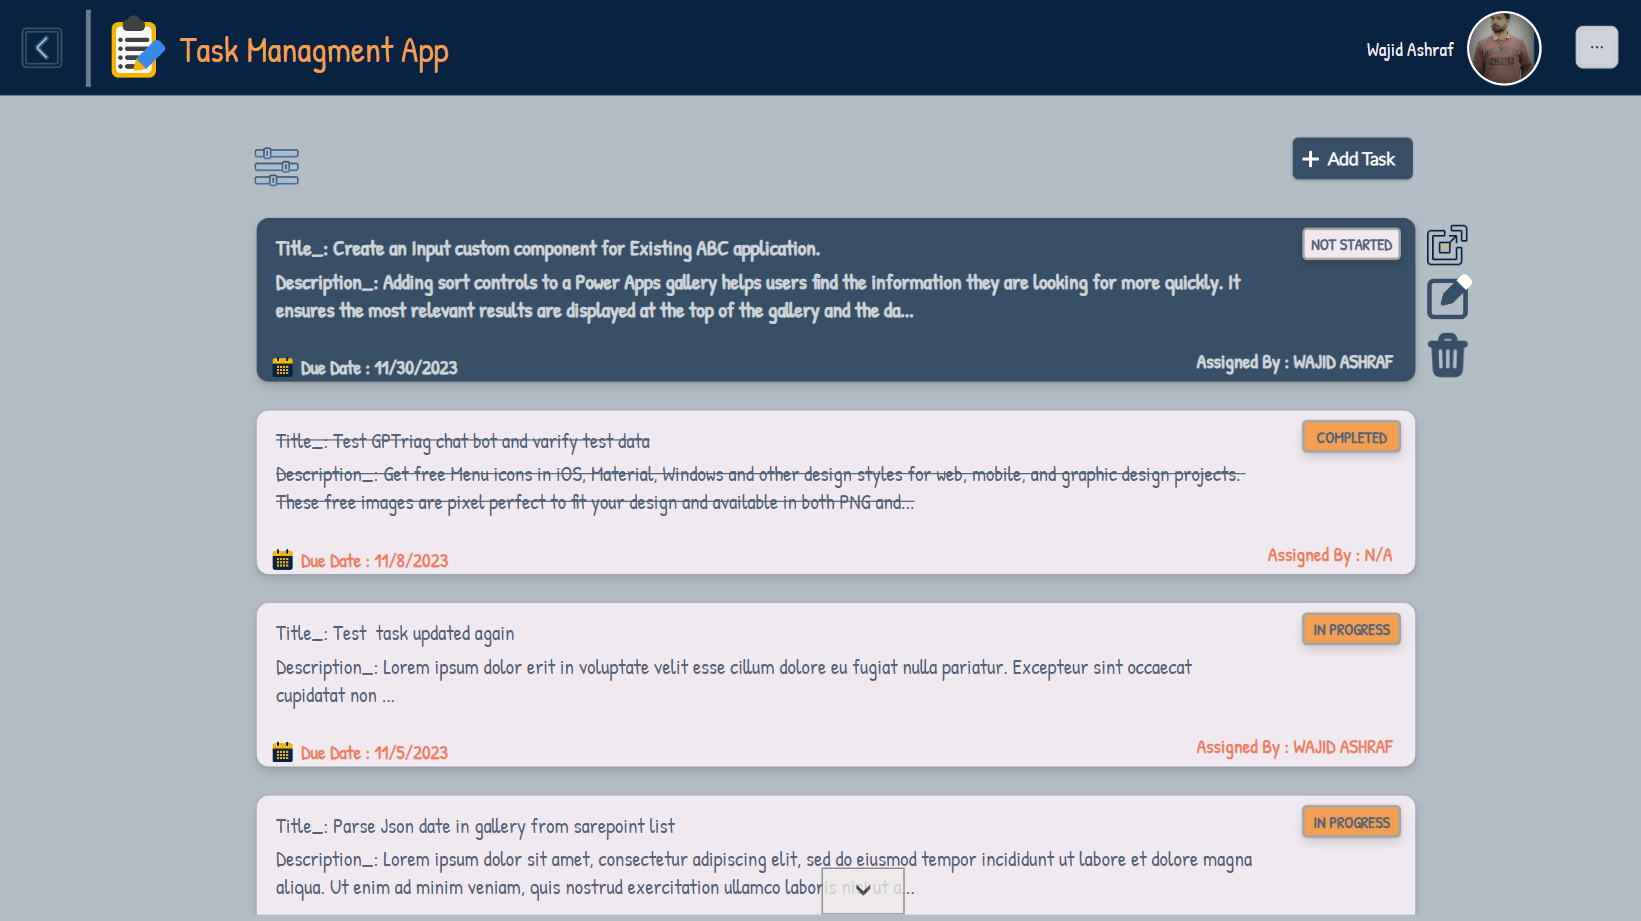 Task Managment App
Wajid Ashraf
...
+ Add Task
Title_: Create an Input custom component for Existing ABC application.
NOT STARTED
Description_: Adding sort controls to a Power Apps gallery helps users find the information they are looking for more quickly. It
ensures the most relevant results are displayed at the top of the gallery and the da...
Due Date : 11/30/2023
Assigned By : WAJID ASHRAF
Title_: Test GPTriag chat bot and varify test data
COMPLETED
Description_: Get free Menu icons in iOS, Material, Windows and other design styles for web, mobile, and graphic design projects.
These free images are pixel perfect to fit your design and available in both PNG and...
Due Date : 11/8/2023
Assigned By : N/A
Title_: Test  task updated again
IN PROGRESS
Description_: Lorem ipsum dolor erit in voluptate velit esse cillum dolore eu fugiat nulla pariatur. Excepteur sint occaecat
cupidatat non ...
Due Date : 11/5/2023
Assigned By : WAJID ASHRAF
Title_: Parse Json date in gallery from sarepoint list
IN PROGRESS
Description_: Lorem ipsum dolor sit amet, consectetur adipiscing elit, sed do eiusmod tempor incididunt ut labore et dolore magna
aliqua. Ut enim ad minim veniam, quis nostrud exercitation ullamco laboris nisi ut a...